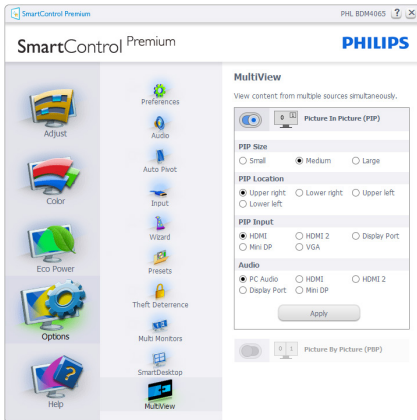 SmartControl Premium
PHL BDM4065 ? X
SmartControl Premium
PHILIPS
Adjust
Color
Eco Power
Options
Help
Preferences
Audio
Auto Pivot
Input
Wizard
Presets
Theft Deterrence
Multi Monitors
SmartDesktop
MultiView
MultiView
View content from multiple sources simultaneously.
0 1 Picture In Picture (PIP)
PIP Size
Small Medium Large
PIP Location
Upper right Lower right Upper left
Lower left
PIP Input
HDMI HDMI 2 Display Port
Mini DP VGA
Audio
PC Audio HDMI HDMI 2
Display Port Mini DP
Apply
0 1 Picture By Picture (PBP)